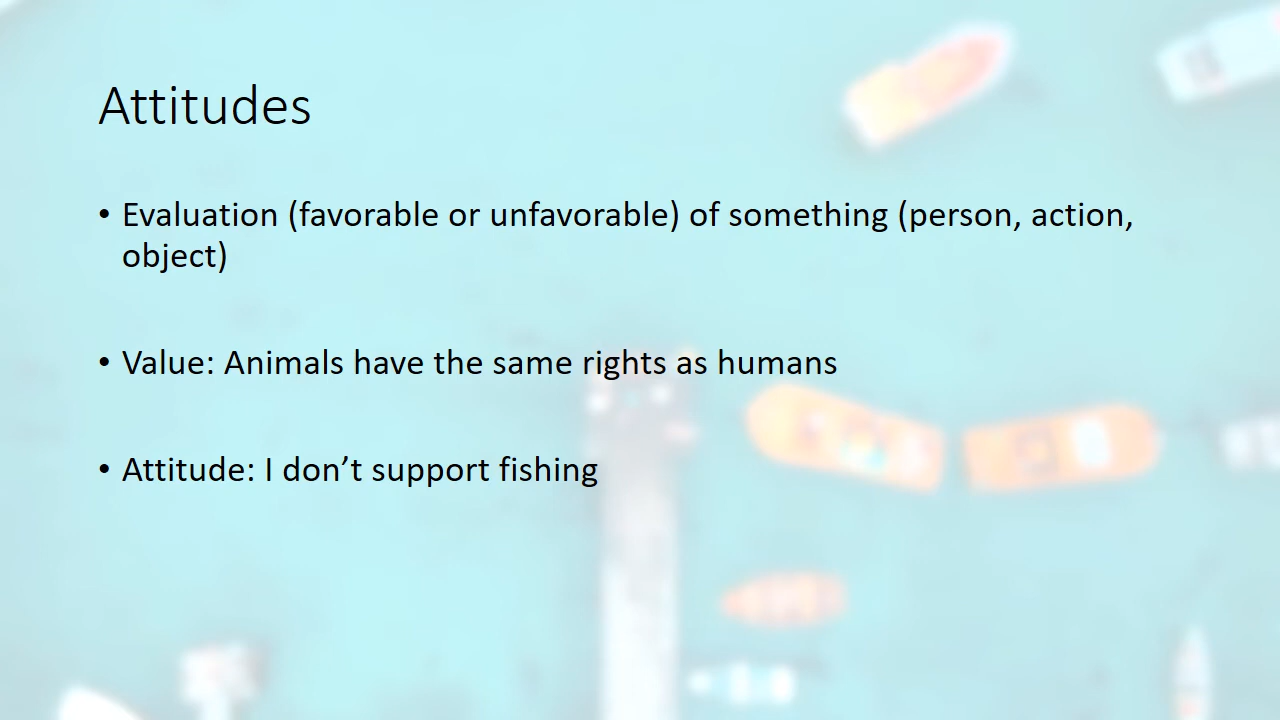 Attitudes
• Evaluation (favorable or unfavorable) of something (person, action,
object)
• Value: Animals have the same rights as humans
• Attitude: I don’t support fishing